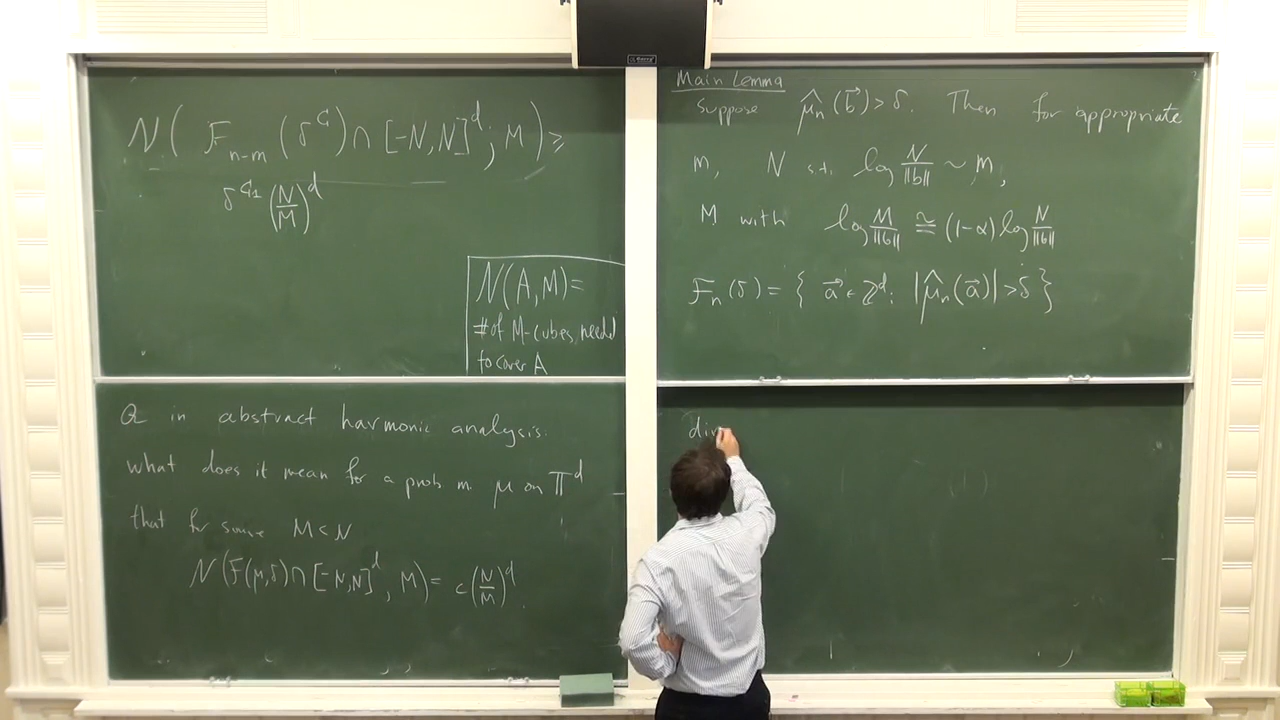 Main Lemma
Suppose μ̂_n(b⃗) > δ. Then for appropriate
m, N s.t. log N/‖b‖ ~ m,
M with log M/‖b‖ ≅ (1-α) log N/‖b‖
F_n(δ) = { a⃗ ∈ ℤ^d : |μ̂_n(a⃗)| > δ }
N( F_{n-m} (δ^{C_1}) ∩ [-N,N]^d ; M ) ≥
δ^{C_1} (N/M)^d
N(A,M) =
# of M-cubes needed
to cover A
Q in abstract harmonic analysis:
what does it mean for a prob m. μ on 𝕋^d
that for some M < N
N(F(μ,δ) ∩ [-N,N]^d, M) = c(N/M)^d